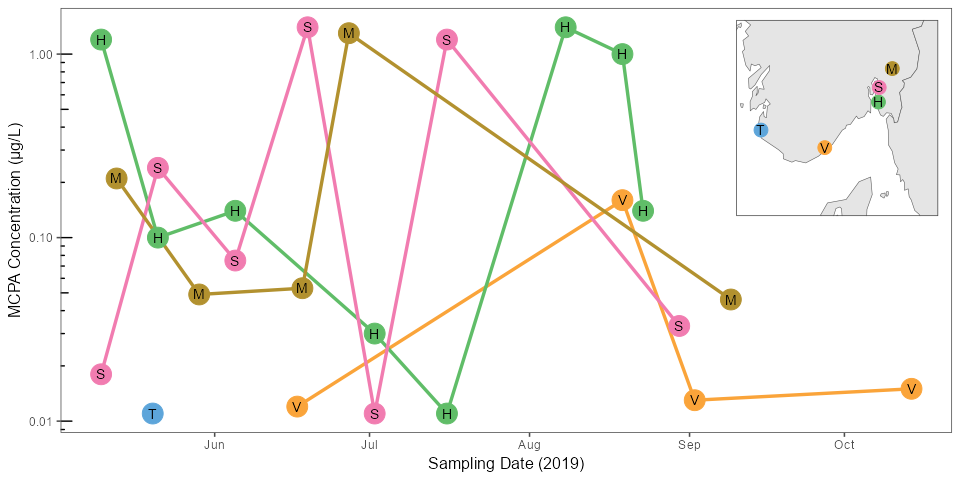 MCPA Concentration (µg/L)
1.00
0.10
0.01
H
M
S
S
H
T
M
H
S
V
M
S
M
H
S
S
H
H
H
V
H
S
V
M
V
M
S
H
T
V
Jun
Jul
Aug
Sep
Oct
Sampling Date (2019)